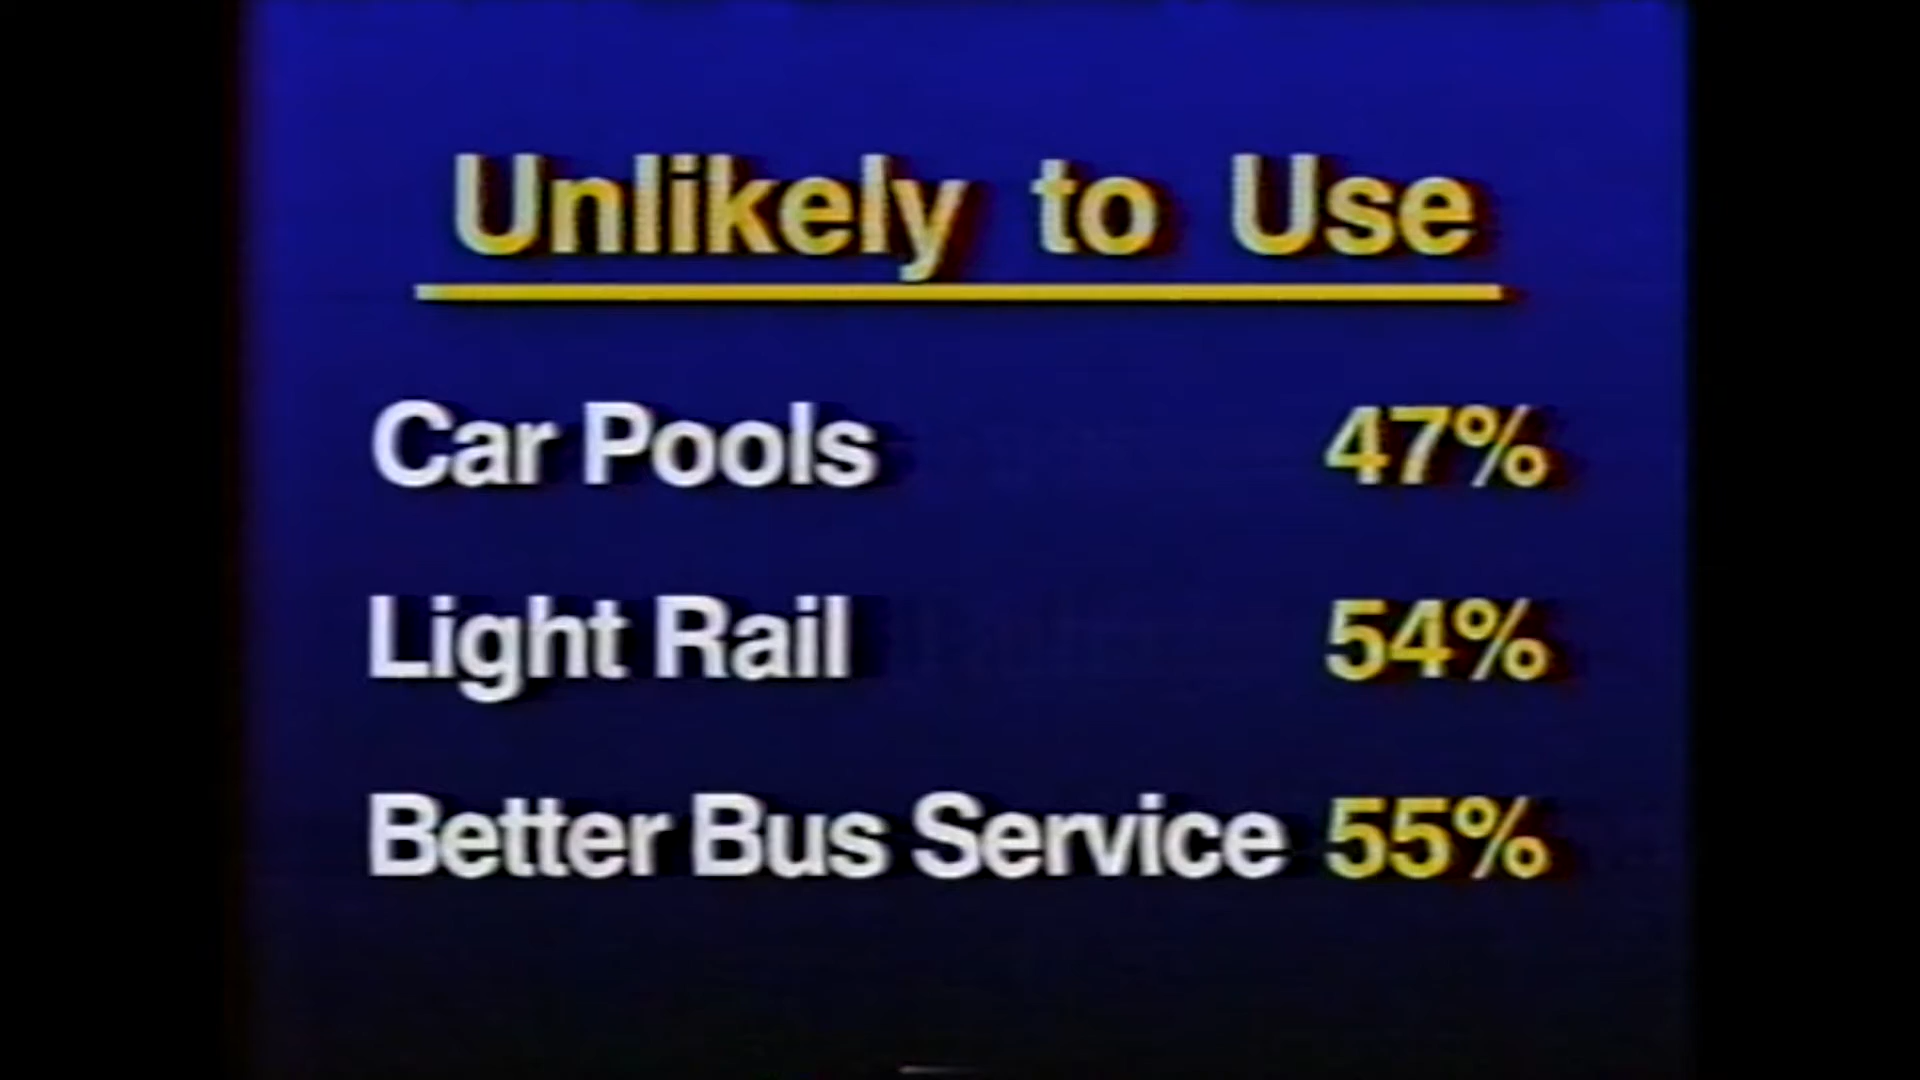 Unlikely to Use
Car Pools 47%
Light Rail 54%
Better Bus Service 55%